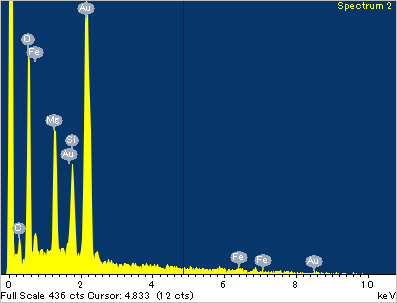 Spectrum 2
Au
O
Fe
Mg
Si
Au
C
Fe
Fe
Au
0 2 4 6 8 10
Full Scale 436 cts Cursor: 4.833 (12 cts) keV